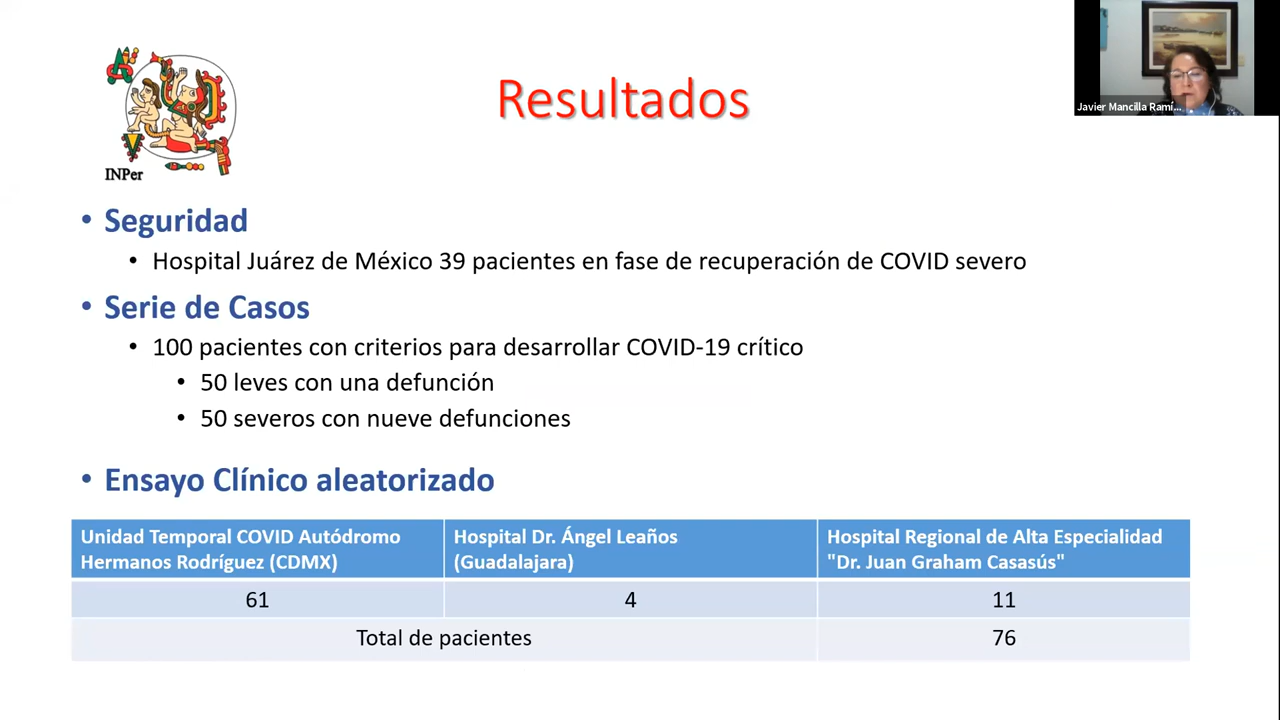 Resultados
Javier Mancilla Ramí...
INPer
• Seguridad
• Hospital Juárez de México 39 pacientes en fase de recuperación de COVID severo
• Serie de Casos
• 100 pacientes con criterios para desarrollar COVID-19 crítico
• 50 leves con una defunción
• 50 severos con nueve defunciones
• Ensayo Clínico aleatorizado
Unidad Temporal COVID Autódromo
Hermanos Rodríguez (CDMX)
Hospital Dr. Ángel Leaños
(Guadalajara)
Hospital Regional de Alta Especialidad
"Dr. Juan Graham Casasús"
61
4
11
Total de pacientes
76